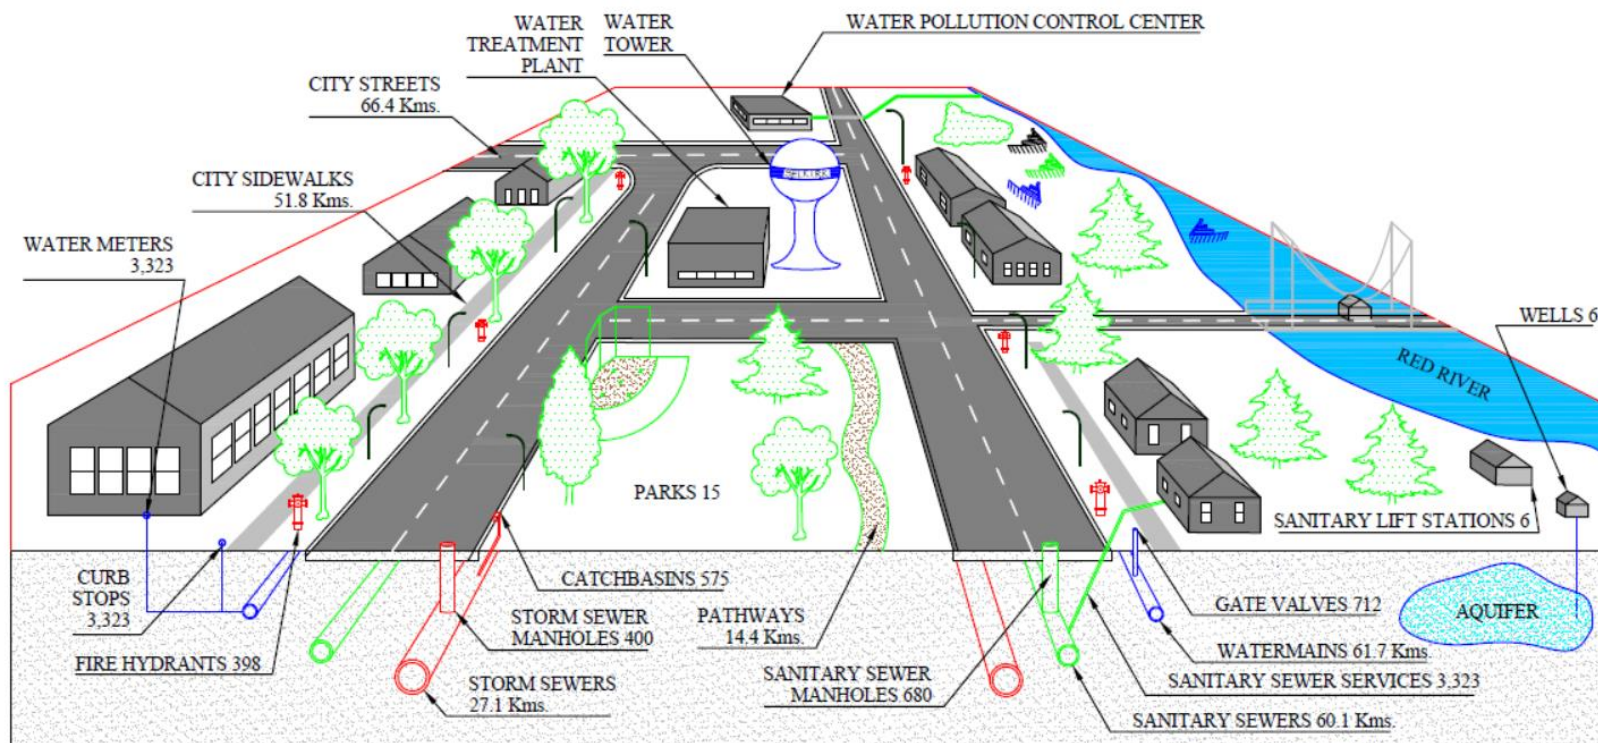 WATER
TREATMENT
PLANT
WATER
TOWER
WATER POLLUTION CONTROL CENTER
CITY STREETS
66.4 Kms.
CITY SIDEWALKS
51.8 Kms.
WATER METERS
3,323
SELKIRK
WELLS 6
RED RIVER
PARKS 15
SANITARY LIFT STATIONS 6
CURB
STOPS
3,323
CATCHBASINS 575
STORM SEWER
MANHOLES 400
PATHWAYS
14.4 Kms.
GATE VALVES 712
AQUIFER
FIRE HYDRANTS 398
STORM SEWERS
27.1 Kms.
SANITARY SEWER
MANHOLES 680
WATERMAINS 61.7 Kms.
SANITARY SEWER SERVICES 3,323
SANITARY SEWERS 60.1 Kms.